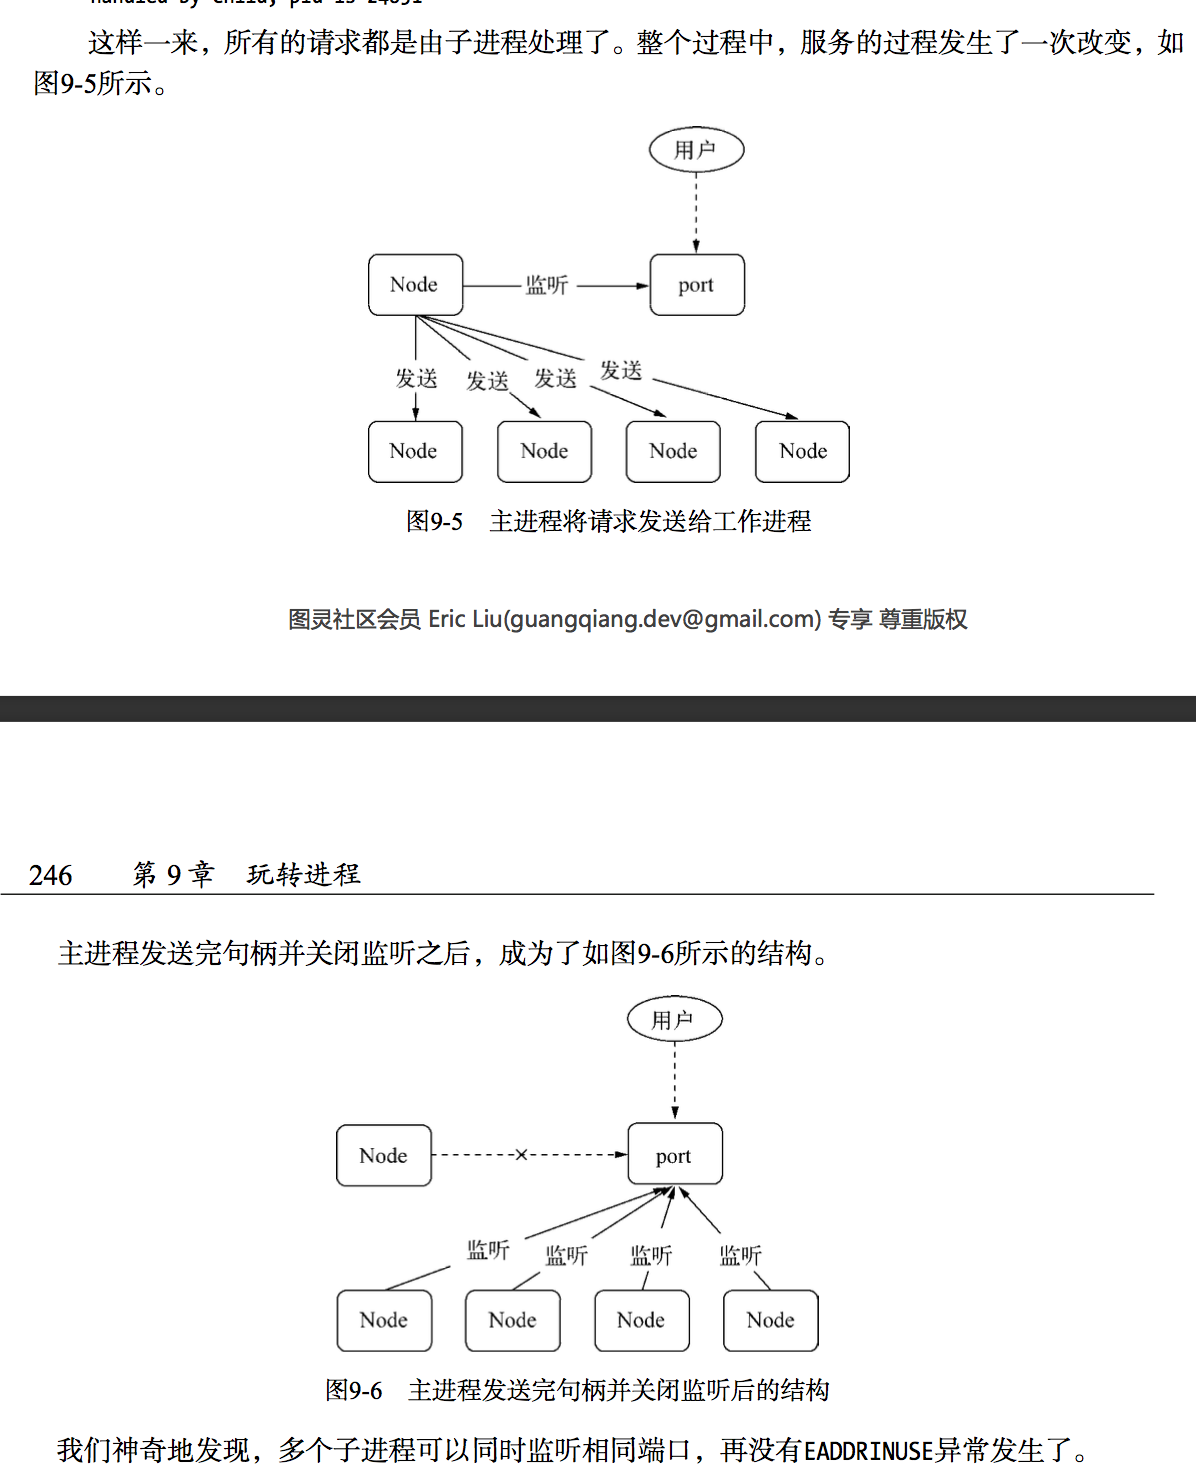 这样一来，所有的请求都是由子进程处理了。整个过程中，服务的过程发生了一次改变，如
图9-5所示。
用户
Node
监听
port
发送
发送
发送
发送
Node
Node
Node
Node
图9-5 主进程将请求发送给工作进程
图灵社区会员 Eric Liu(guangqiang.dev@gmail.com) 专享 尊重版权
246 第 9 章 玩转进程
主进程发送完句柄并关闭监听之后，成为了如图9-6所示的结构。
用户
Node
port
监听
监听
监听
监听
Node
Node
Node
Node
图9-6 主进程发送完句柄并关闭监听后的结构
我们神奇地发现，多个子进程可以同时监听相同端口，再没有EADDRINUSE异常发生了。